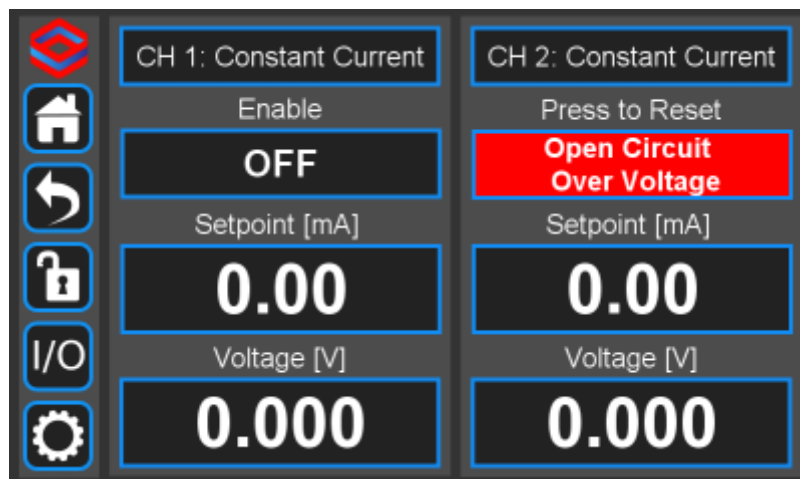 I/O
CH 1: Constant Current
Enable
OFF
Setpoint [mA]
0.00
Voltage [V]
0.000
CH 2: Constant Current
Press to Reset
Open Circuit
Over Voltage
Setpoint [mA]
0.00
Voltage [V]
0.000